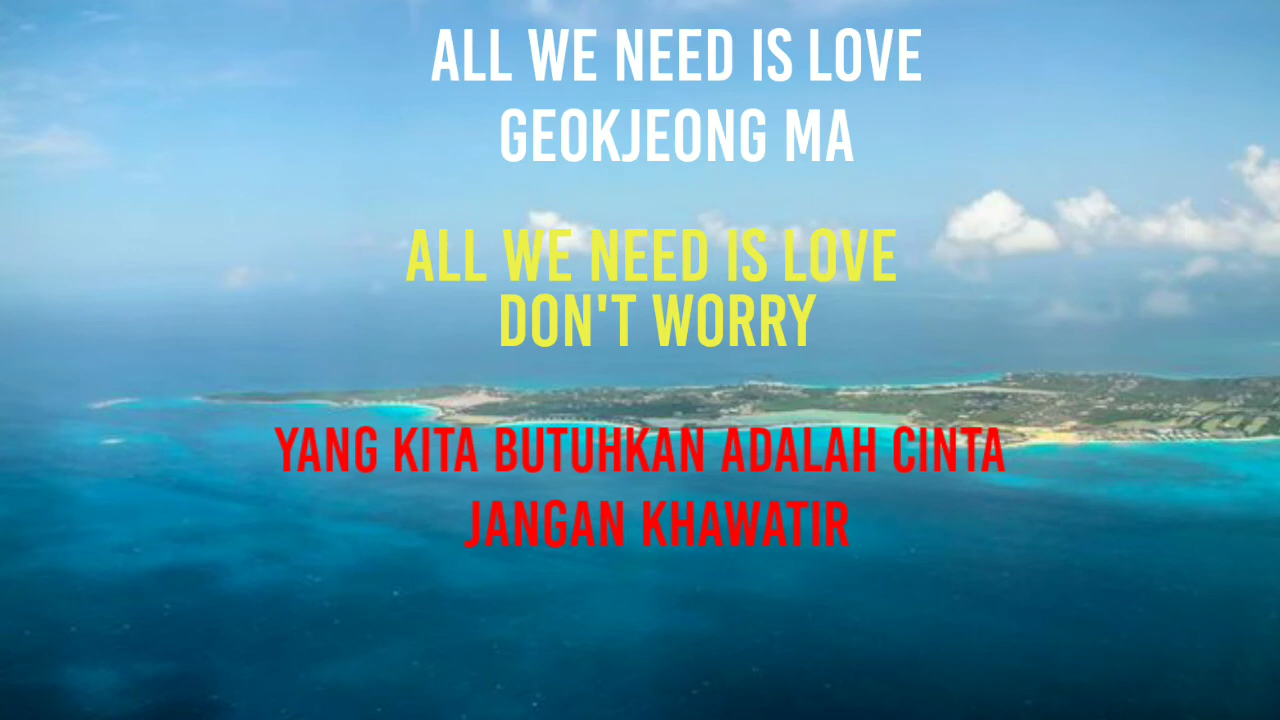 ALL WE NEED IS LOVE
GEOKJEONG MA
ALL WE NEED IS LOVE
DON'T WORRY
YANG KITA BUTUHKAN ADALAH CINTA
JANGAN KHAWATIR